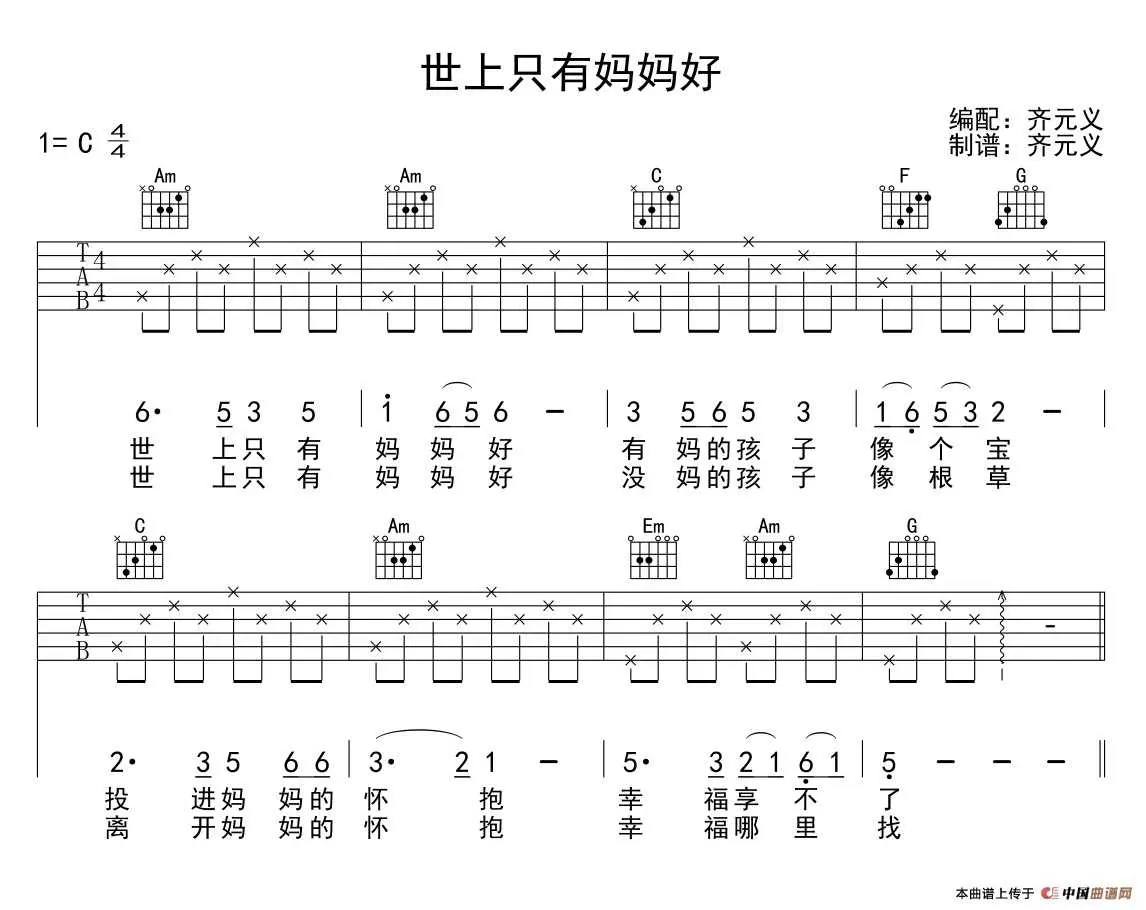 世上只有妈妈好
编配：齐元义
1= C 4/4
制谱：齐元义
Am Am C F G
T A B 4/4
6· 5 3 5 | 1 6 5 6 - | 3 5 6 5 3 | 1 6 5 3 2 - |
世 上只 有 妈 妈 好 有 妈的孩 子 像 个 宝
世 上只 有 妈 妈 好 没 妈的孩 子 像 根 草
C Am Em Am G
T A B
2· 3 5 6 6 | 3· 2 1 - | 5· 3 2 1 6 1 | 5 - - - ||
投 进妈 妈的 怀 抱 幸 福享 不 了
离 开妈 妈的 怀 抱 幸 福哪 里 找
本曲谱上传于 中国曲谱网